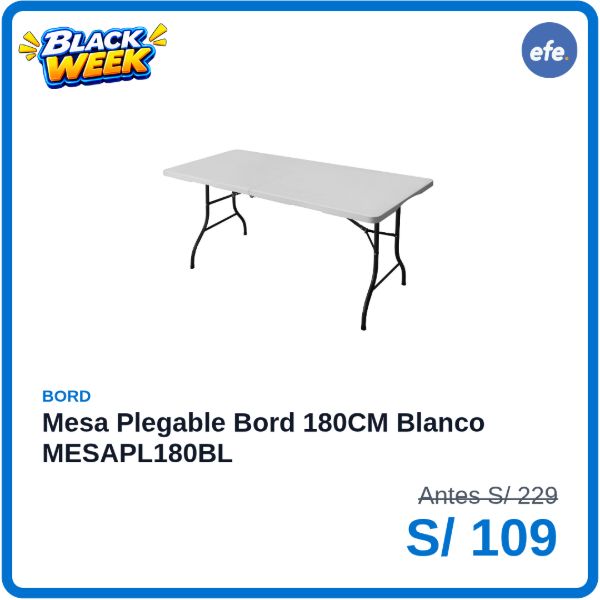 BLACK
WEEK
efe.
BORD
Mesa Plegable Bord 180CM Blanco
MESAPL180BL
Antes S/ 229
S/ 109